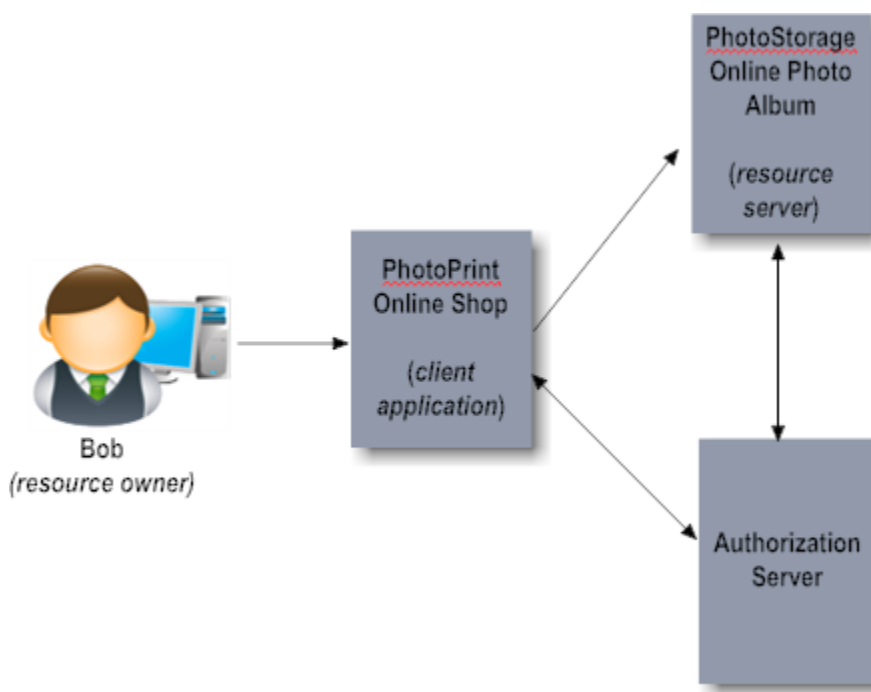 PhotoStorage
Online Photo
Album
(resource
server)
PhotoPrint
Online Shop
(client
application)
Bob
(resource owner)
Authorization
Server